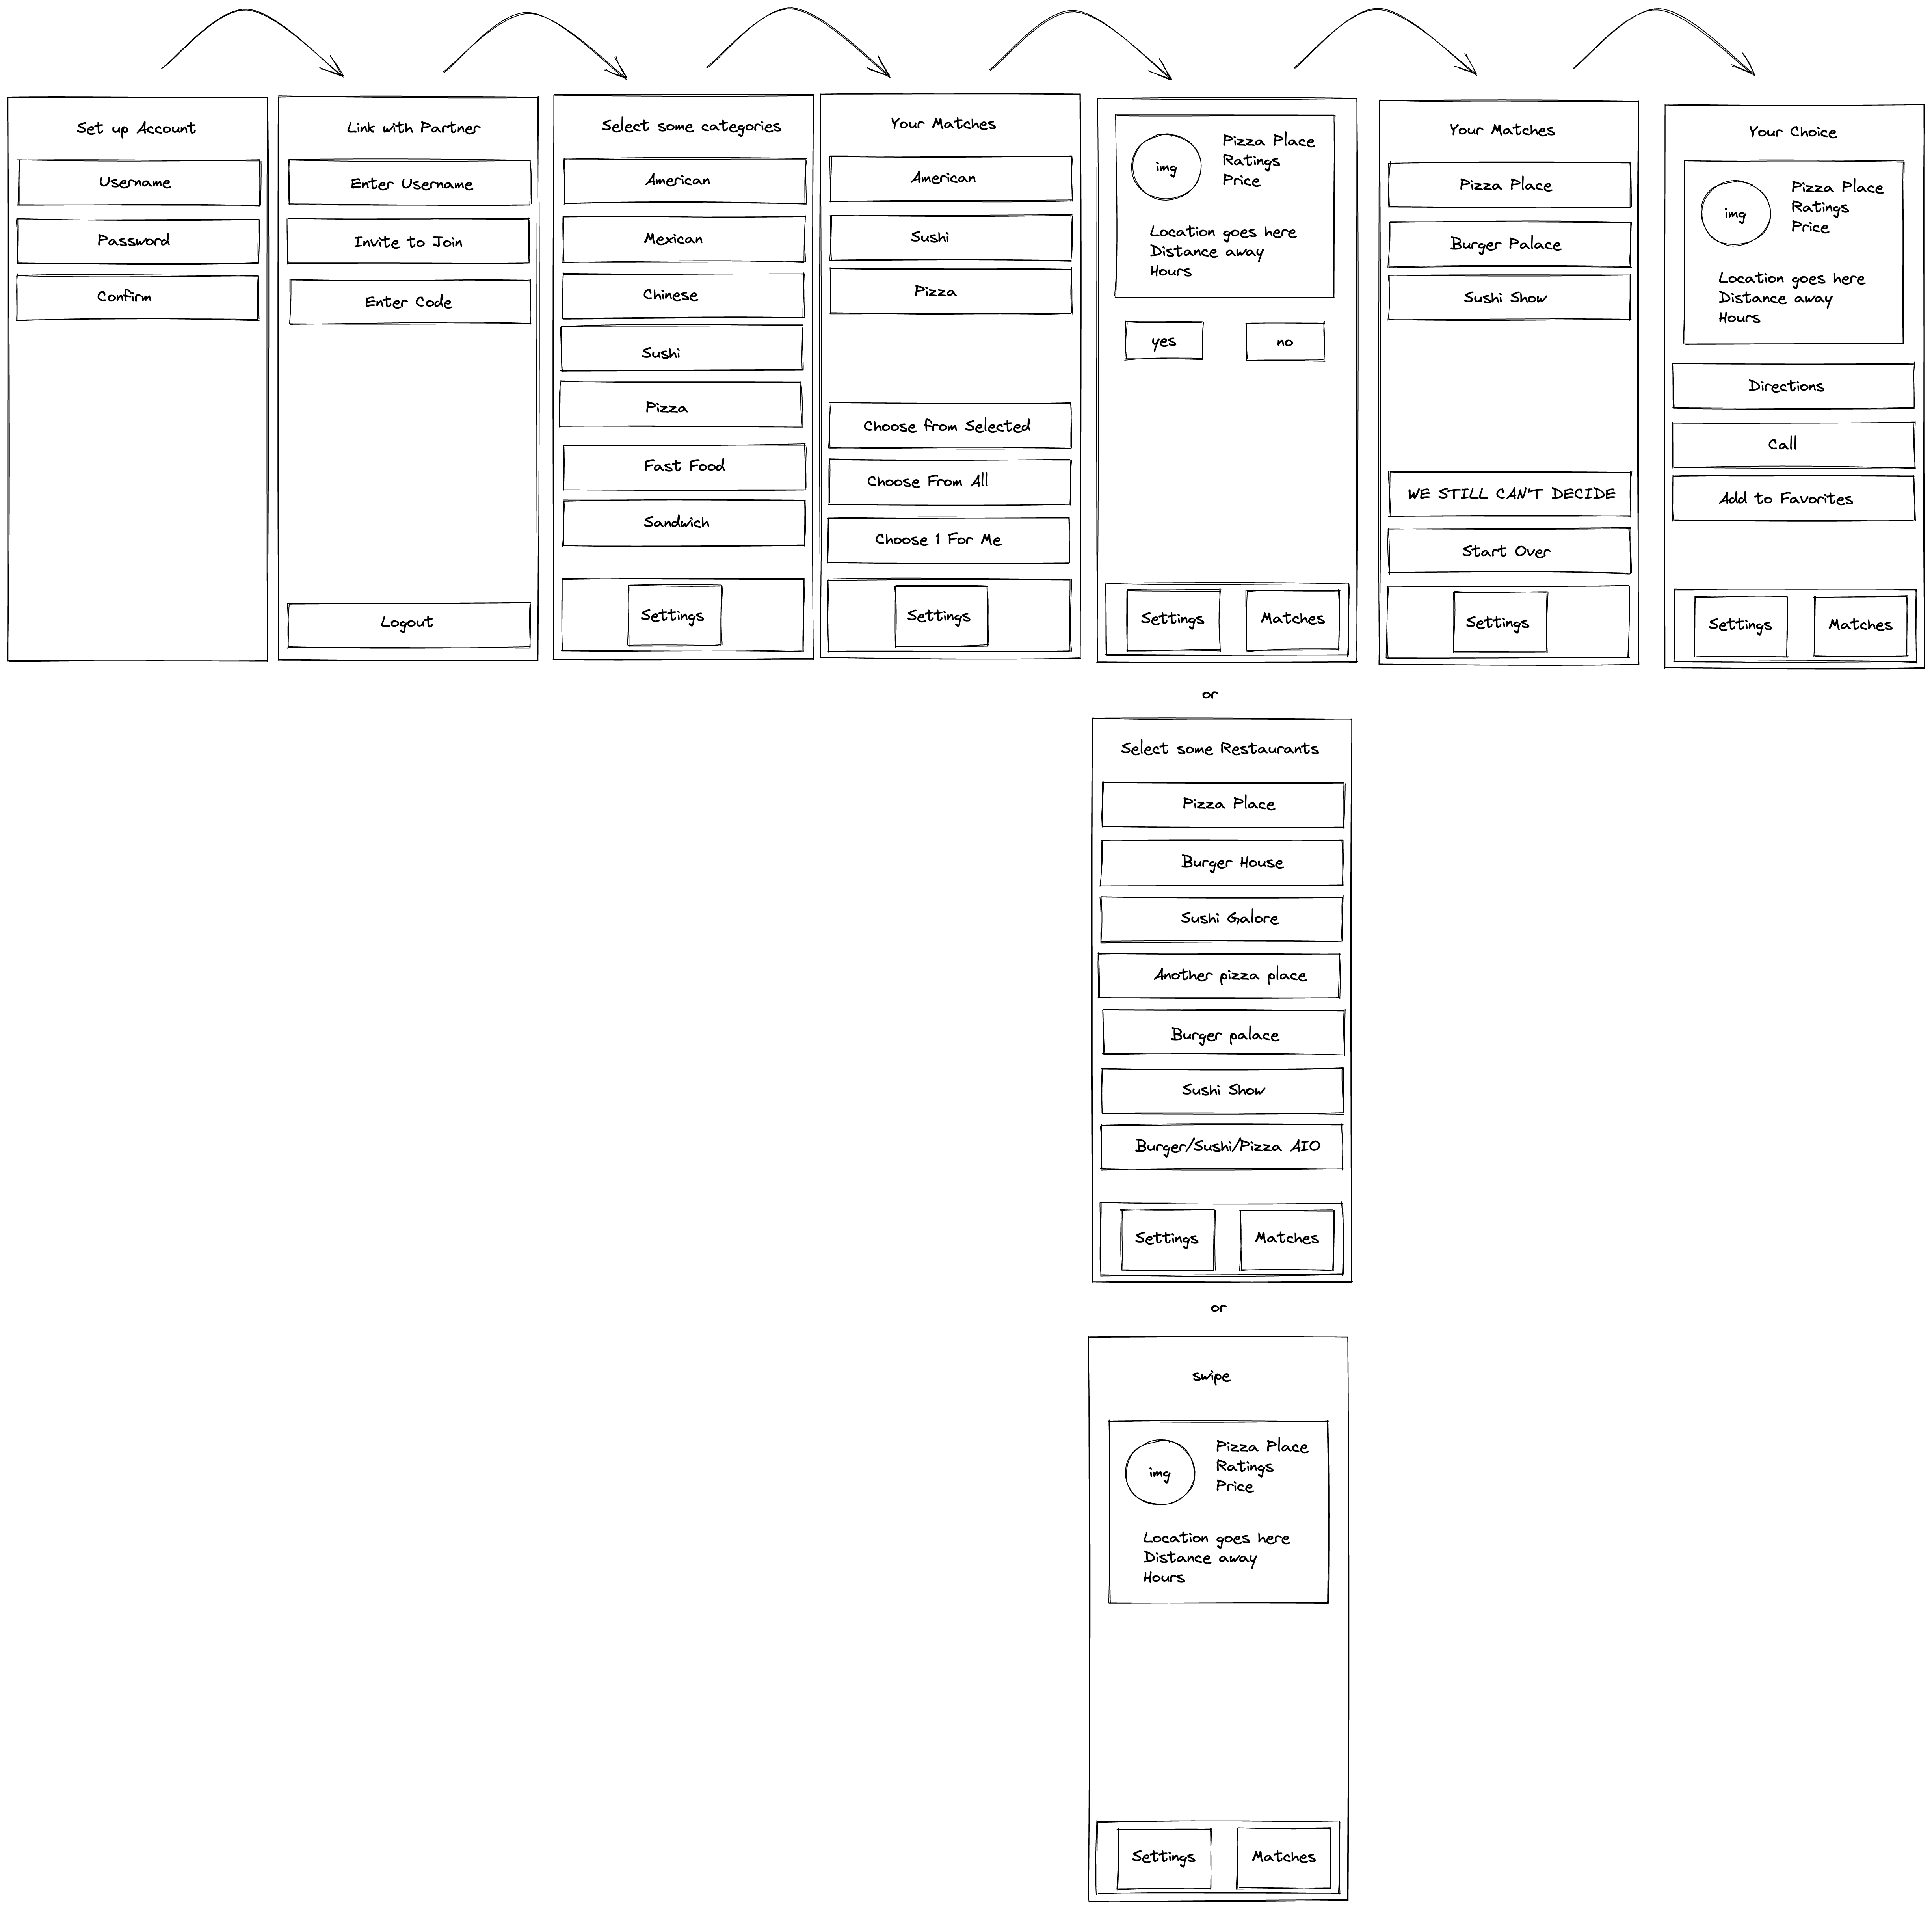 Set up Account
Username
Password
Confirm
Link with Partner
Enter Username
Invite to Join
Enter Code
Logout
Select some categories
American
Mexican
Chinese
Sushi
Pizza
Fast Food
Sandwich
Settings
Your Matches
American
Sushi
Pizza
Choose from Selected
Choose From All
Choose 1 For Me
Settings
img
Pizza Place
Ratings
Price
Location goes here
Distance away
Hours
yes
no
Settings
Matches
or
Select some Restaurants
Pizza Place
Burger House
Sushi Galore
Another pizza place
Burger palace
Sushi Show
Burger/Sushi/Pizza AIO
Settings
Matches
or
swipe
img
Pizza Place
Ratings
Price
Location goes here
Distance away
Hours
Settings
Matches
Your Matches
Pizza Place
Burger Palace
Sushi Show
WE STILL CAN'T DECIDE
Start Over
Settings
Your Choice
img
Pizza Place
Ratings
Price
Location goes here
Distance away
Hours
Directions
Call
Add to Favorites
Settings
Matches